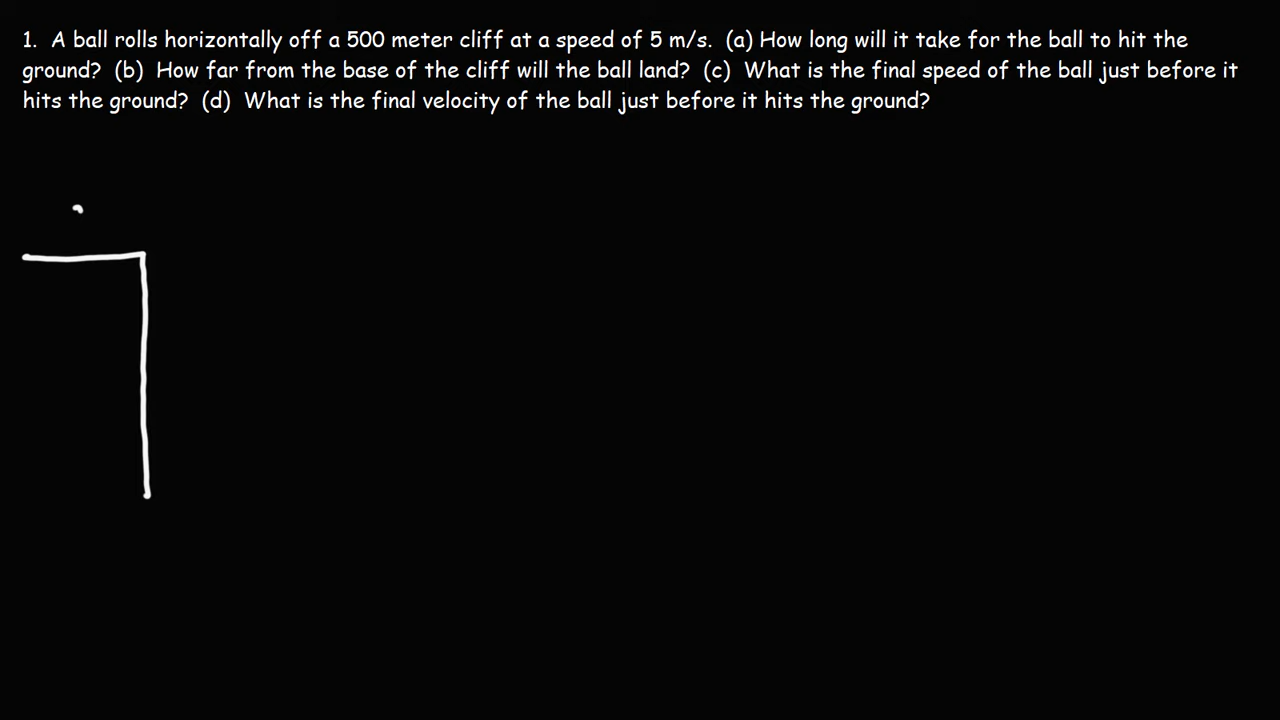 1. A ball rolls horizontally off a 500 meter cliff at a speed of 5 m/s. (a) How long will it take for the ball to hit the
ground? (b) How far from the base of the cliff will the ball land? (c) What is the final speed of the ball just before it
hits the ground? (d) What is the final velocity of the ball just before it hits the ground?